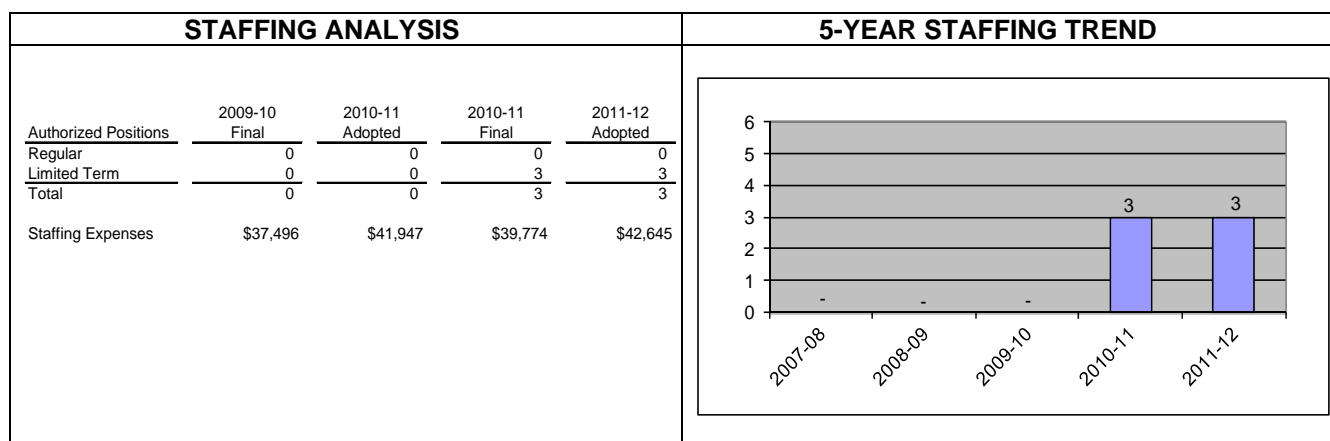 STAFFING ANALYSIS
2009-10 2010-11 2010-11 2011-12
Authorized Positions Final Adopted Final Adopted
Regular 0 0 0 0
Limited Term 0 0 3 3
Total 0 0 3 3
Staffing Expenses $37,496 $41,947 $39,774 $42,645
5-YEAR STAFFING TREND
6
5
4
3
2
1
0
- - - 3 3
2007-08 2008-09 2009-10 2010-11 2011-12